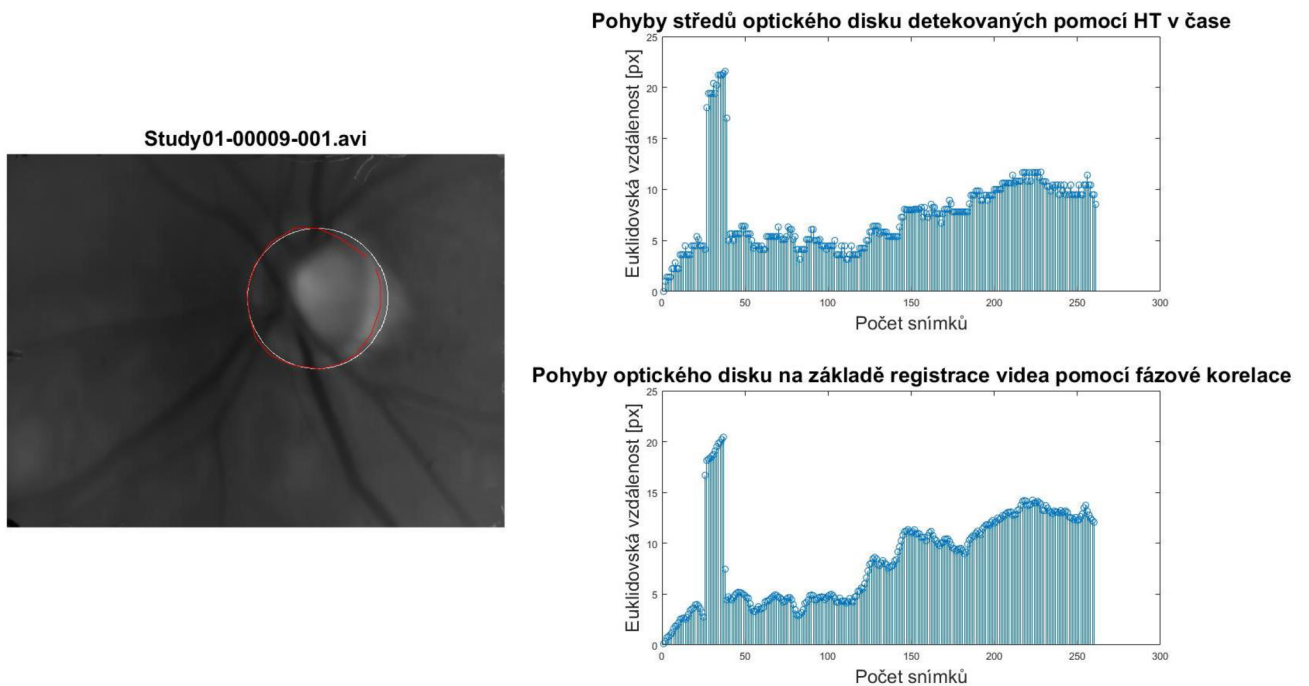 Study01-00009-001.avi
Pohyby středů optického disku detekovaných pomocí HT v čase
Euklidovská vzdálenost [px]
25
20
15
10
5
0
0 50 100 150 200 250 300
Počet snímků
Pohyby optického disku na základě registrace videa pomocí fázové korelace
Euklidovská vzdálenost [px]
25
20
15
10
5
0
0 50 100 150 200 250 300
Počet snímků